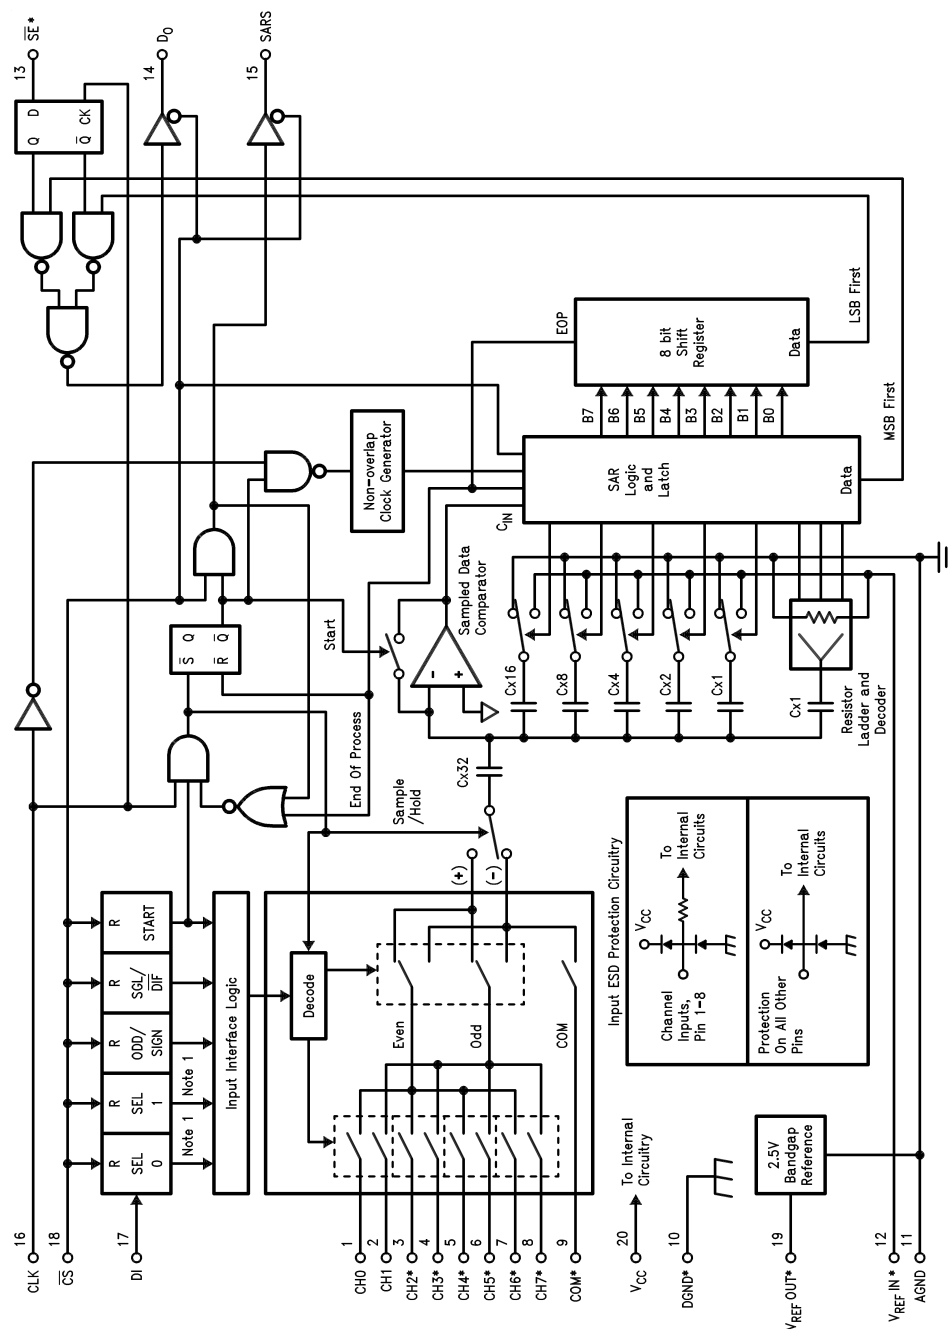 SE*
13
D
Q
CK
Q
DO
14
SARS
15
EOP
8 bit
Shift
Register
Data
LSB First
MSB First
B7
B6
B5
B4
B3
B2
B1
B0
Non-overlap
Clock Generator
SAR
Logic
and
Latch
Data
CIN
S
Q
R
Q
Start
Sampled Data
Comparator
−
+
End Of Process
Sample
/Hold
Cx32
Cx16
Cx8
Cx4
Cx2
Cx1
Cx1
Resistor
Ladder and
Decoder
R
START
R
SGL/
DIF
R
ODD/
SIGN
R
SEL
1
R
SEL
0
Note 1
Note 1
Input Interface Logic
Decode
Even
Odd
COM
(+)
(−)
16
CLK
18
CS
17
DI
1
CH0
2
CH1
3
CH2*
4
CH3*
5
CH4*
6
CH5*
7
CH6*
8
CH7*
9
COM*
20
VCC
To Internal
Circuitry
10
DGND*
19
VREF OUT*
2.5V
Bandgap
Reference
12
VREF IN*
11
AGND
Input ESD Protection Circuitry
VCC
To
Internal
Circuits
Channel
Inputs,
Pin 1−8
VCC
To
Internal
Circuits
Protection
On All Other
Pins